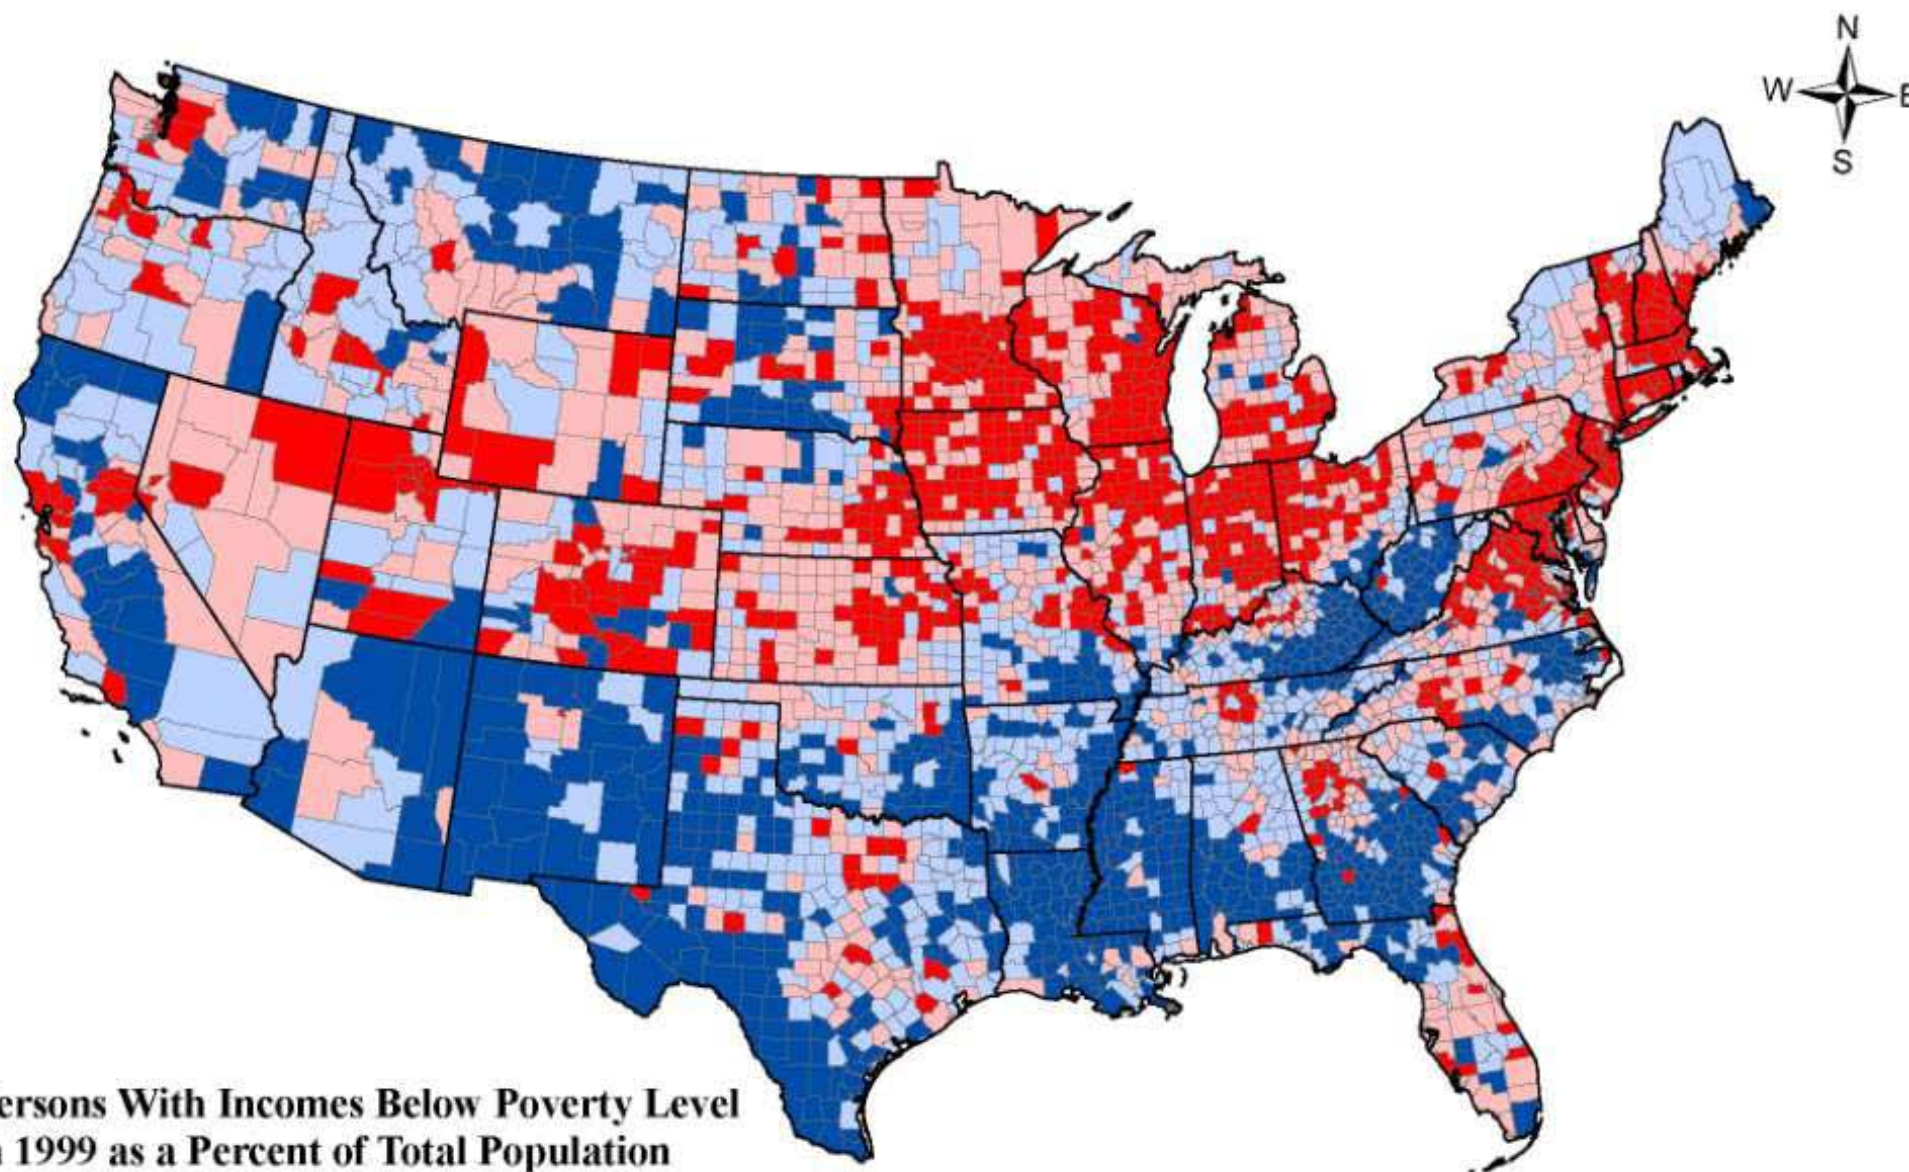 N
W
E
S
ersons With Incomes Below Poverty Level
1999 as a Percent of Total Population